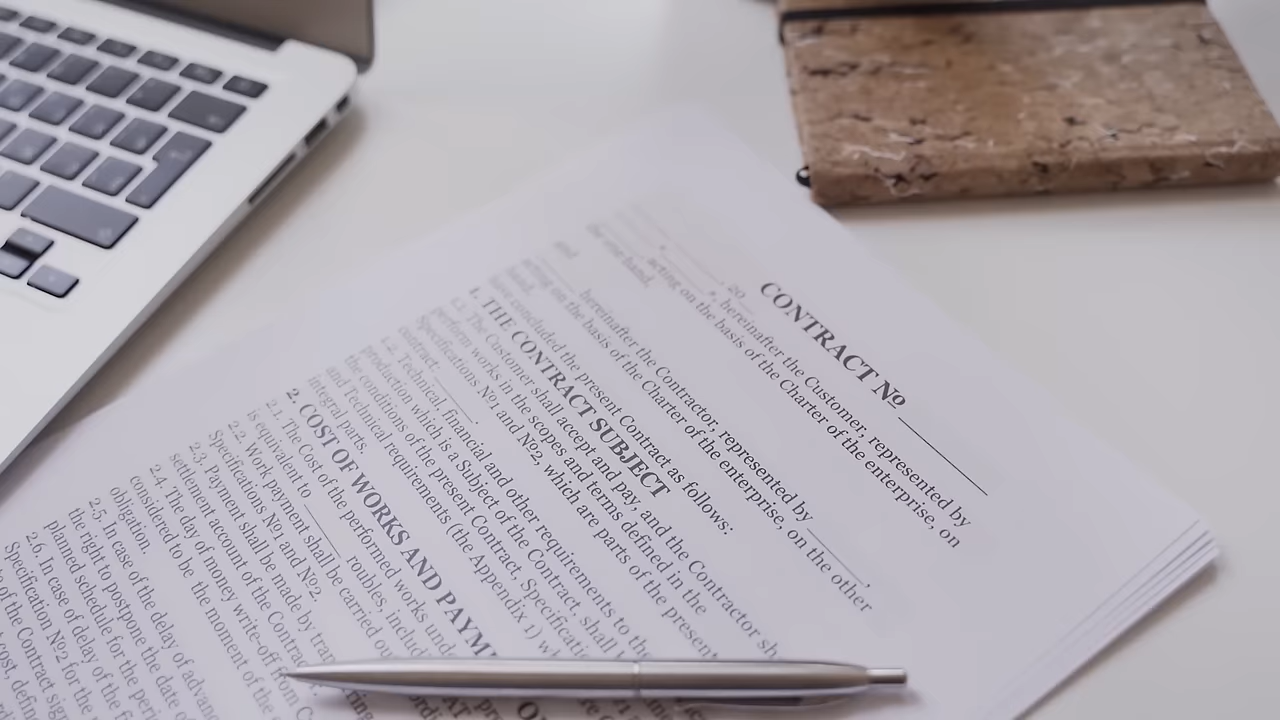 CONTRACT №
20
hereinafter the Customer, represented by
acting on the basis of the Charter of the enterprise, on
the one hand,
and
hereinafter the Contractor, represented by
acting on the basis of the Charter of the enterprise, on the other
hand,
have concluded the present Contract as follows:
1. THE CONTRACT SUBJECT
1.1. The Customer shall accept and pay, and the Contractor sh
perform works in the scopes and terms defined in the
Specifications №1 and №2, which are parts of the present
contract:
1.2. Technical, financial and other requirements to the
production which is a Subject of the Contract, shall
the conditions of the present Contract, Specificatio
and Technical requirements (the Appendix 1) wh
integral parts.
2. COST OF WORKS AND PAYM
2.1. The Cost of the performed works und
is equivalent to roubles, includ
2.2. Work payment shall be carried ou
2.3. Payment shall be made by tran
Specifications №1 and №2.
settlement account of the Contrac
2.4. The day of money write-off from C
considered to be the moment of the
obligation.
2.5. In case of the delay of advanc
the right to postpone the date of
planned schedule for the period
2.6. In case of delay of the f
Specification №2 for the
of the Contract sign
cost, defin